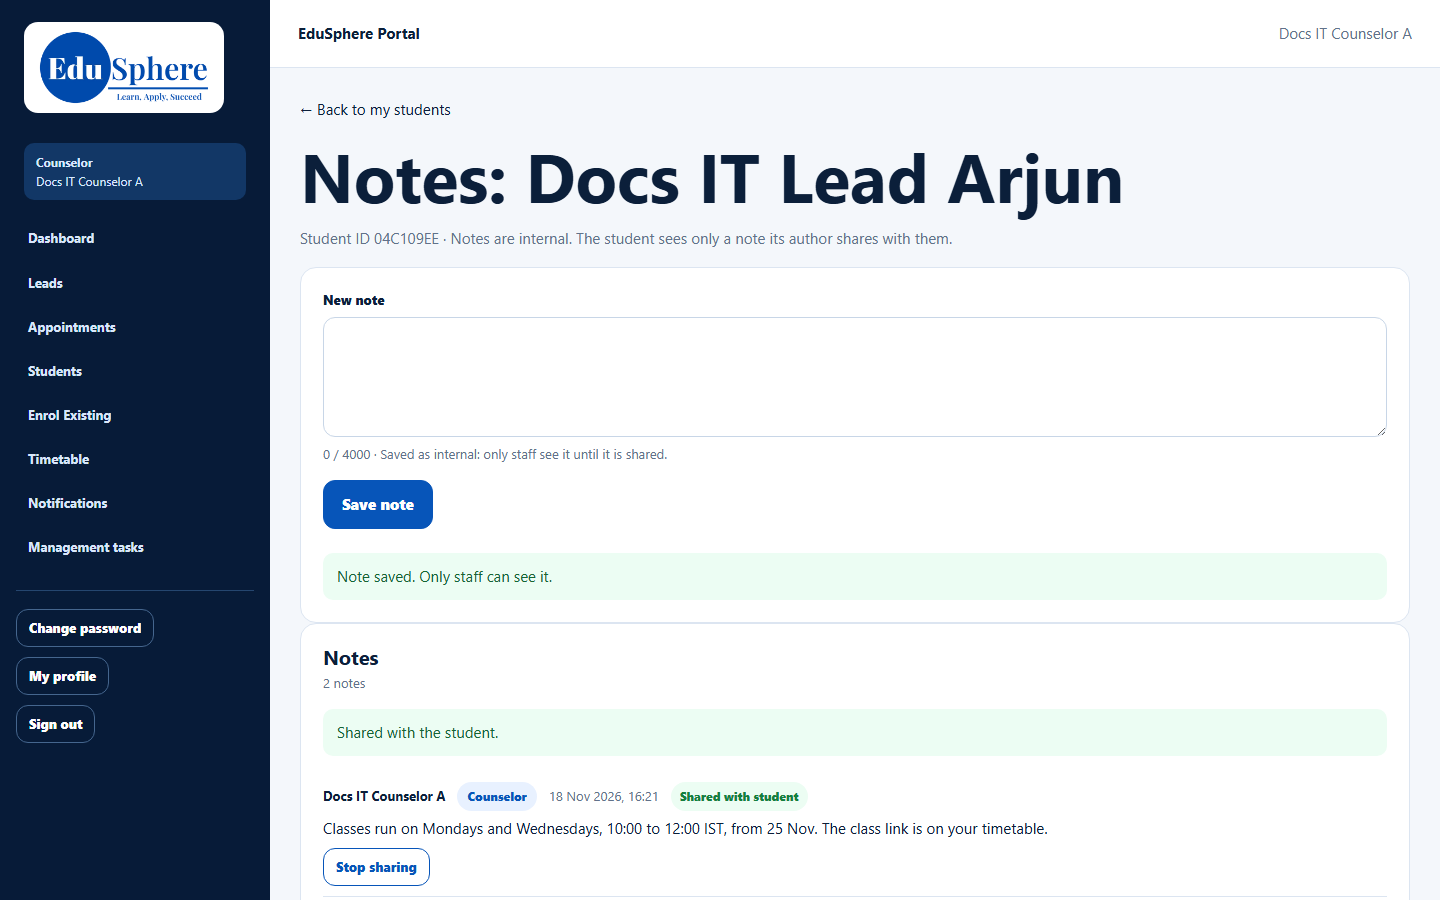 EduSphere
Learn. Apply, Succeed
Counselor
Docs IT Counselor A
Dashboard
Leads
Appointments
Students
Enrol Existing
Timetable
Notifications
Management tasks
Change password
My profile
Sign out
EduSphere Portal
Docs IT Counselor A
← Back to my students
Notes: Docs IT Lead Arjun
Student ID 04C109EE · Notes are internal. The student sees only a note its author shares with them.
New note
0 / 4000 · Saved as internal: only staff see it until it is shared.
Save note
Note saved. Only staff can see it.
Notes
2 notes
Shared with the student.
Docs IT Counselor A Counselor 18 Nov 2026, 16:21 Shared with student
Classes run on Mondays and Wednesdays, 10:00 to 12:00 IST, from 25 Nov. The class link is on your timetable.
Stop sharing